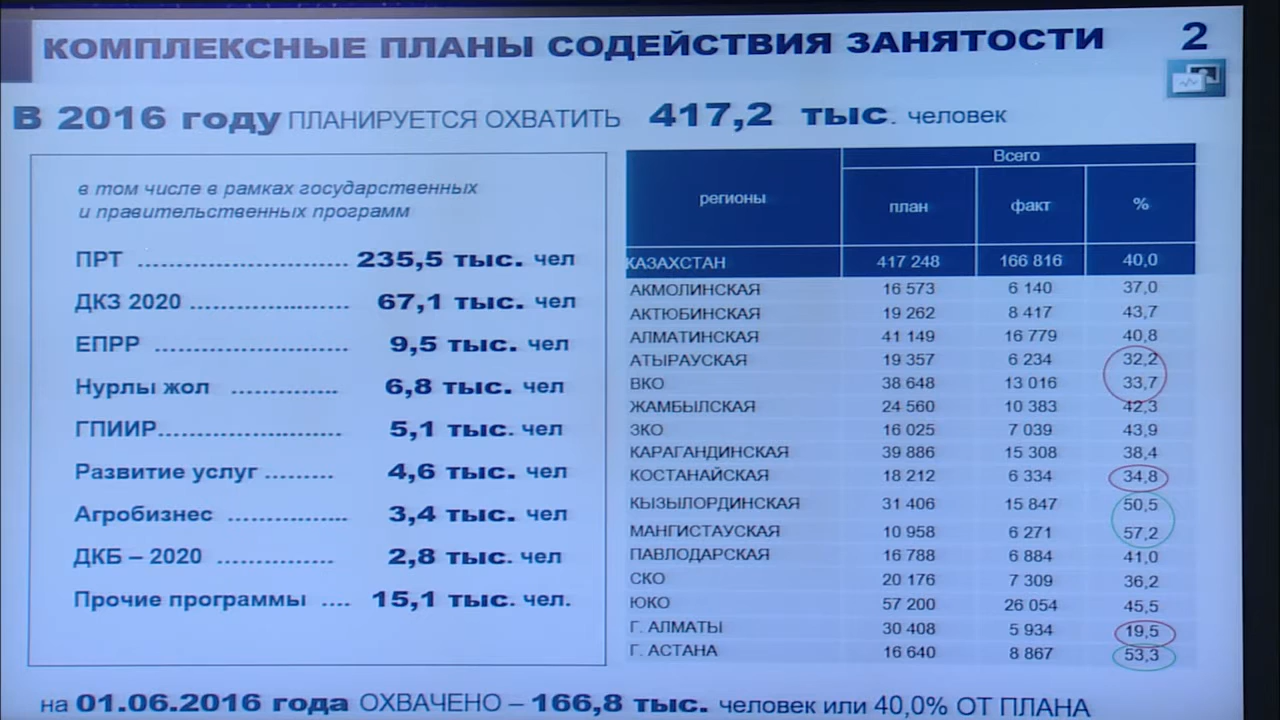 КОМПЛЕКСНЫЕ ПЛАНЫ СОДЕЙСТВИЯ ЗАНЯТОСТИ 2
В 2016 году ПЛАНИРУЕТСЯ ОХВАТИТЬ 417,2 тыс. человек
в том числе в рамках государственных
и правительственных программ
ПРТ ............................ 235,5 тыс. чел
ДКЗ 2020 ..................... 67,1 тыс. чел
ЕПРР ......................... 9,5 тыс. чел
Нурлы жол .............. 6,8 тыс. чел
ГПИИР........................ 5,1 тыс. чел
Развитие услуг ......... 4,6 тыс. чел
Агробизнес ............... 3,4 тыс. чел
ДКБ – 2020 ............... 2,8 тыс. чел
Прочие программы .... 15,1 тыс. чел.
регионы Всего
план факт %
КАЗАХСТАН 417 248 166 816 40,0
АКМОЛИНСКАЯ 16 573 6 140 37,0
АКТЮБИНСКАЯ 19 262 8 417 43,7
АЛМАТИНСКАЯ 41 149 16 779 40,8
АТЫРАУСКАЯ 19 357 6 234 32,2
ВКО 38 648 13 016 33,7
ЖАМБЫЛСКАЯ 24 560 10 383 42,3
ЗКО 16 025 7 039 43,9
КАРАГАНДИНСКАЯ 39 886 15 308 38,4
КОСТАНАЙСКАЯ 18 212 6 334 34,8
КЫЗЫЛОРДИНСКАЯ 31 406 15 847 50,5
МАНГИСТАУСКАЯ 10 958 6 271 57,2
ПАВЛОДАРСКАЯ 16 788 6 884 41,0
СКО 20 176 7 309 36,2
ЮКО 57 200 26 054 45,5
Г. АЛМАТЫ 30 408 5 934 19,5
Г. АСТАНА 16 640 8 867 53,3
на 01.06.2016 года ОХВАЧЕНО – 166,8 тыс. человек или 40,0% ОТ ПЛАНА